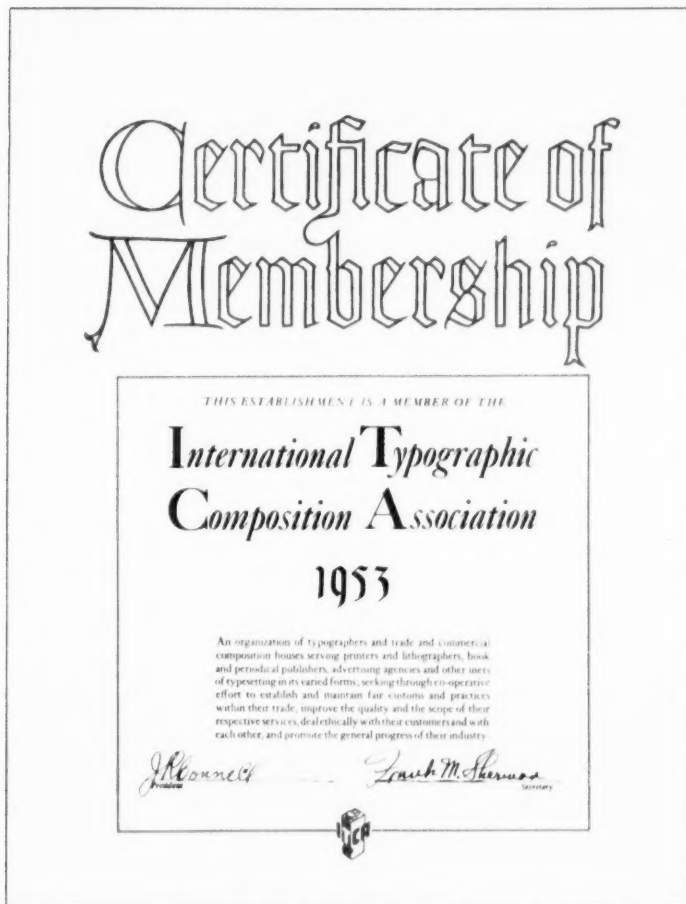 Certificate of
Membership
THIS ESTABLISHMENT IS A MEMBER OF THE
International Typographic
Composition Association
1953
An organization of typographers and trade and commercial
composition houses serving printers and lithographers, book
and periodical publishers, advertising agencies and other users
of typesetting in its varied forms, seeking through co-operative
effort to establish and maintain fair customs and practices
within their trade, improve the quality and the scope of their
respective services, deal ethically with their customers and with
each other, and promote the general progress of their industry
Frank M. Sherman
President Secretary